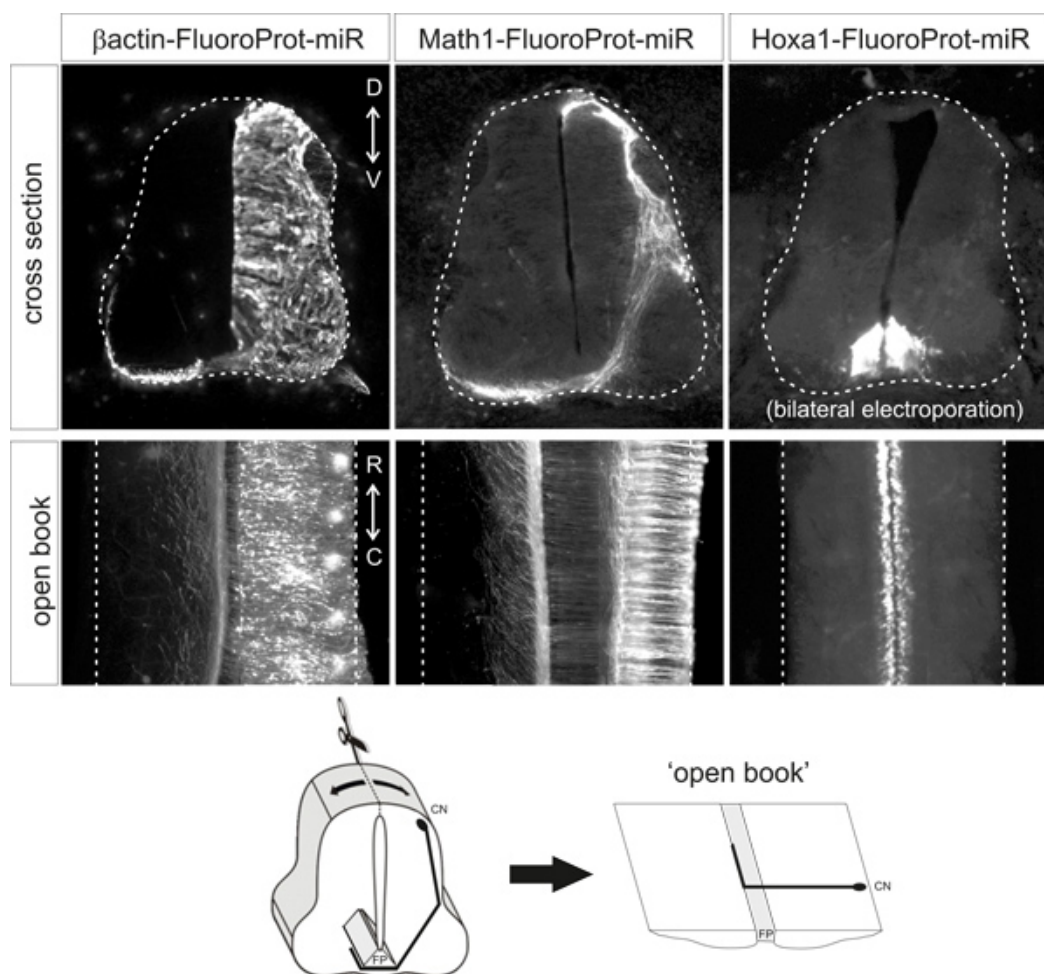 βactin-FluoroProt-miR
Math1-FluoroProt-miR
Hoxa1-FluoroProt-miR
cross section
D
V
(bilateral electroporation)
open book
R
C
CN
FP
'open book'
CN
FP